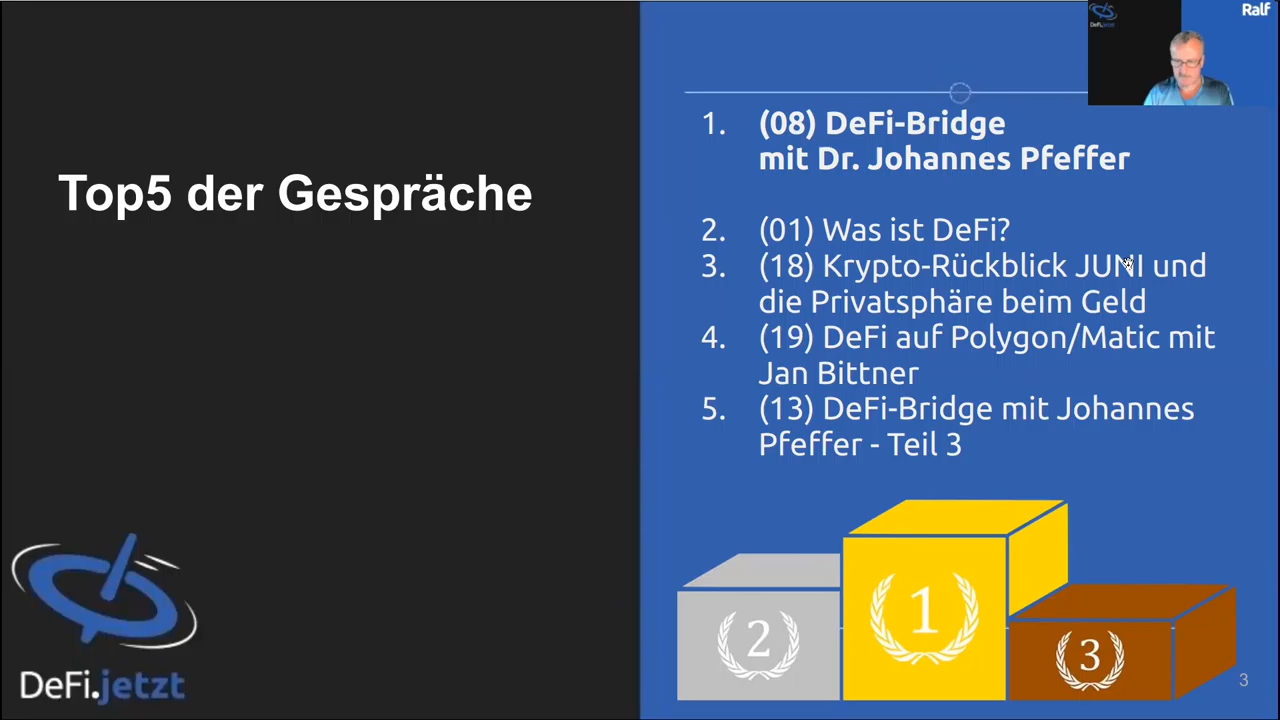 DeFi.jetzt
Ralf
Top5 der Gespräche
1. (08) DeFi-Bridge
mit Dr. Johannes Pfeffer
2. (01) Was ist DeFi?
3. (18) Krypto-Rückblick JUNI und
die Privatsphäre beim Geld
4. (19) DeFi auf Polygon/Matic mit
Jan Bittner
5. (13) DeFi-Bridge mit Johannes
Pfeffer - Teil 3
2
1
3
DeFi.jetzt
3